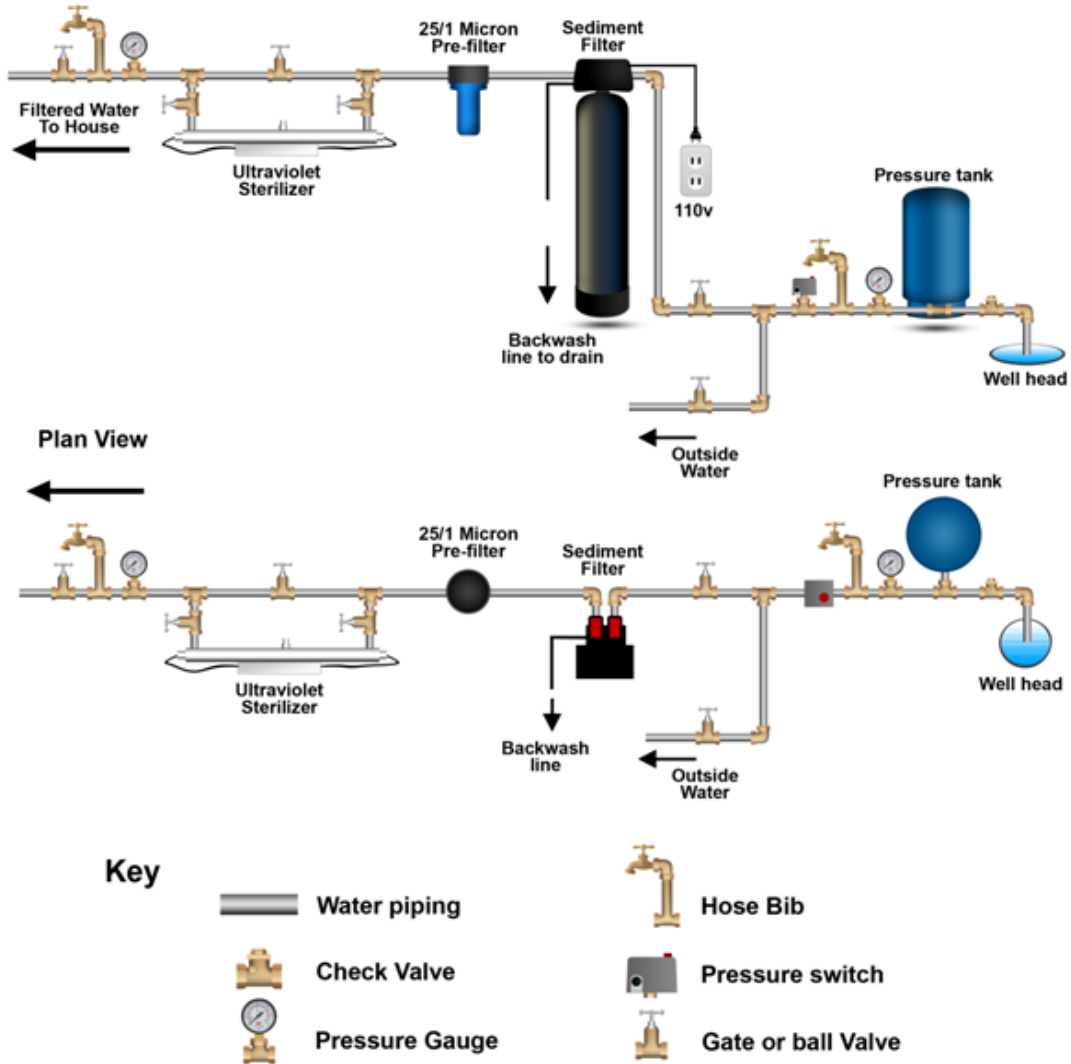 25/1 Micron
Pre-filter
Sediment
Filter
Filtered Water
To House
Ultraviolet
Sterilizer
110v
Pressure tank
Backwash
line to drain
Well head
Outside
Water
Plan View
25/1 Micron
Pre-filter
Sediment
Filter
Pressure tank
Ultraviolet
Sterilizer
Backwash
line
Well head
Outside
Water
Key
Water piping
Hose Bib
Check Valve
Pressure switch
Pressure Gauge
Gate or ball Valve